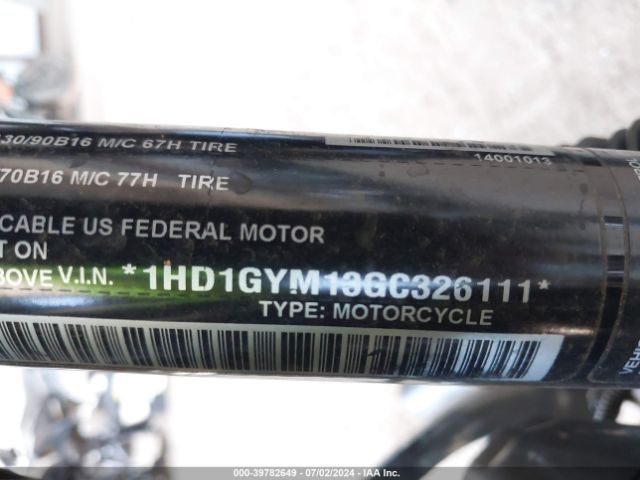 30/90B16 M/C 67H TIRE
14001013
70B16 M/C 77H TIRE
CABLE US FEDERAL MOTOR
T ON
BOVE V.I.N. *1HD1GYM13GC326111*
TYPE: MOTORCYCLE
000-39782649 - 07/02/2024 - IAA